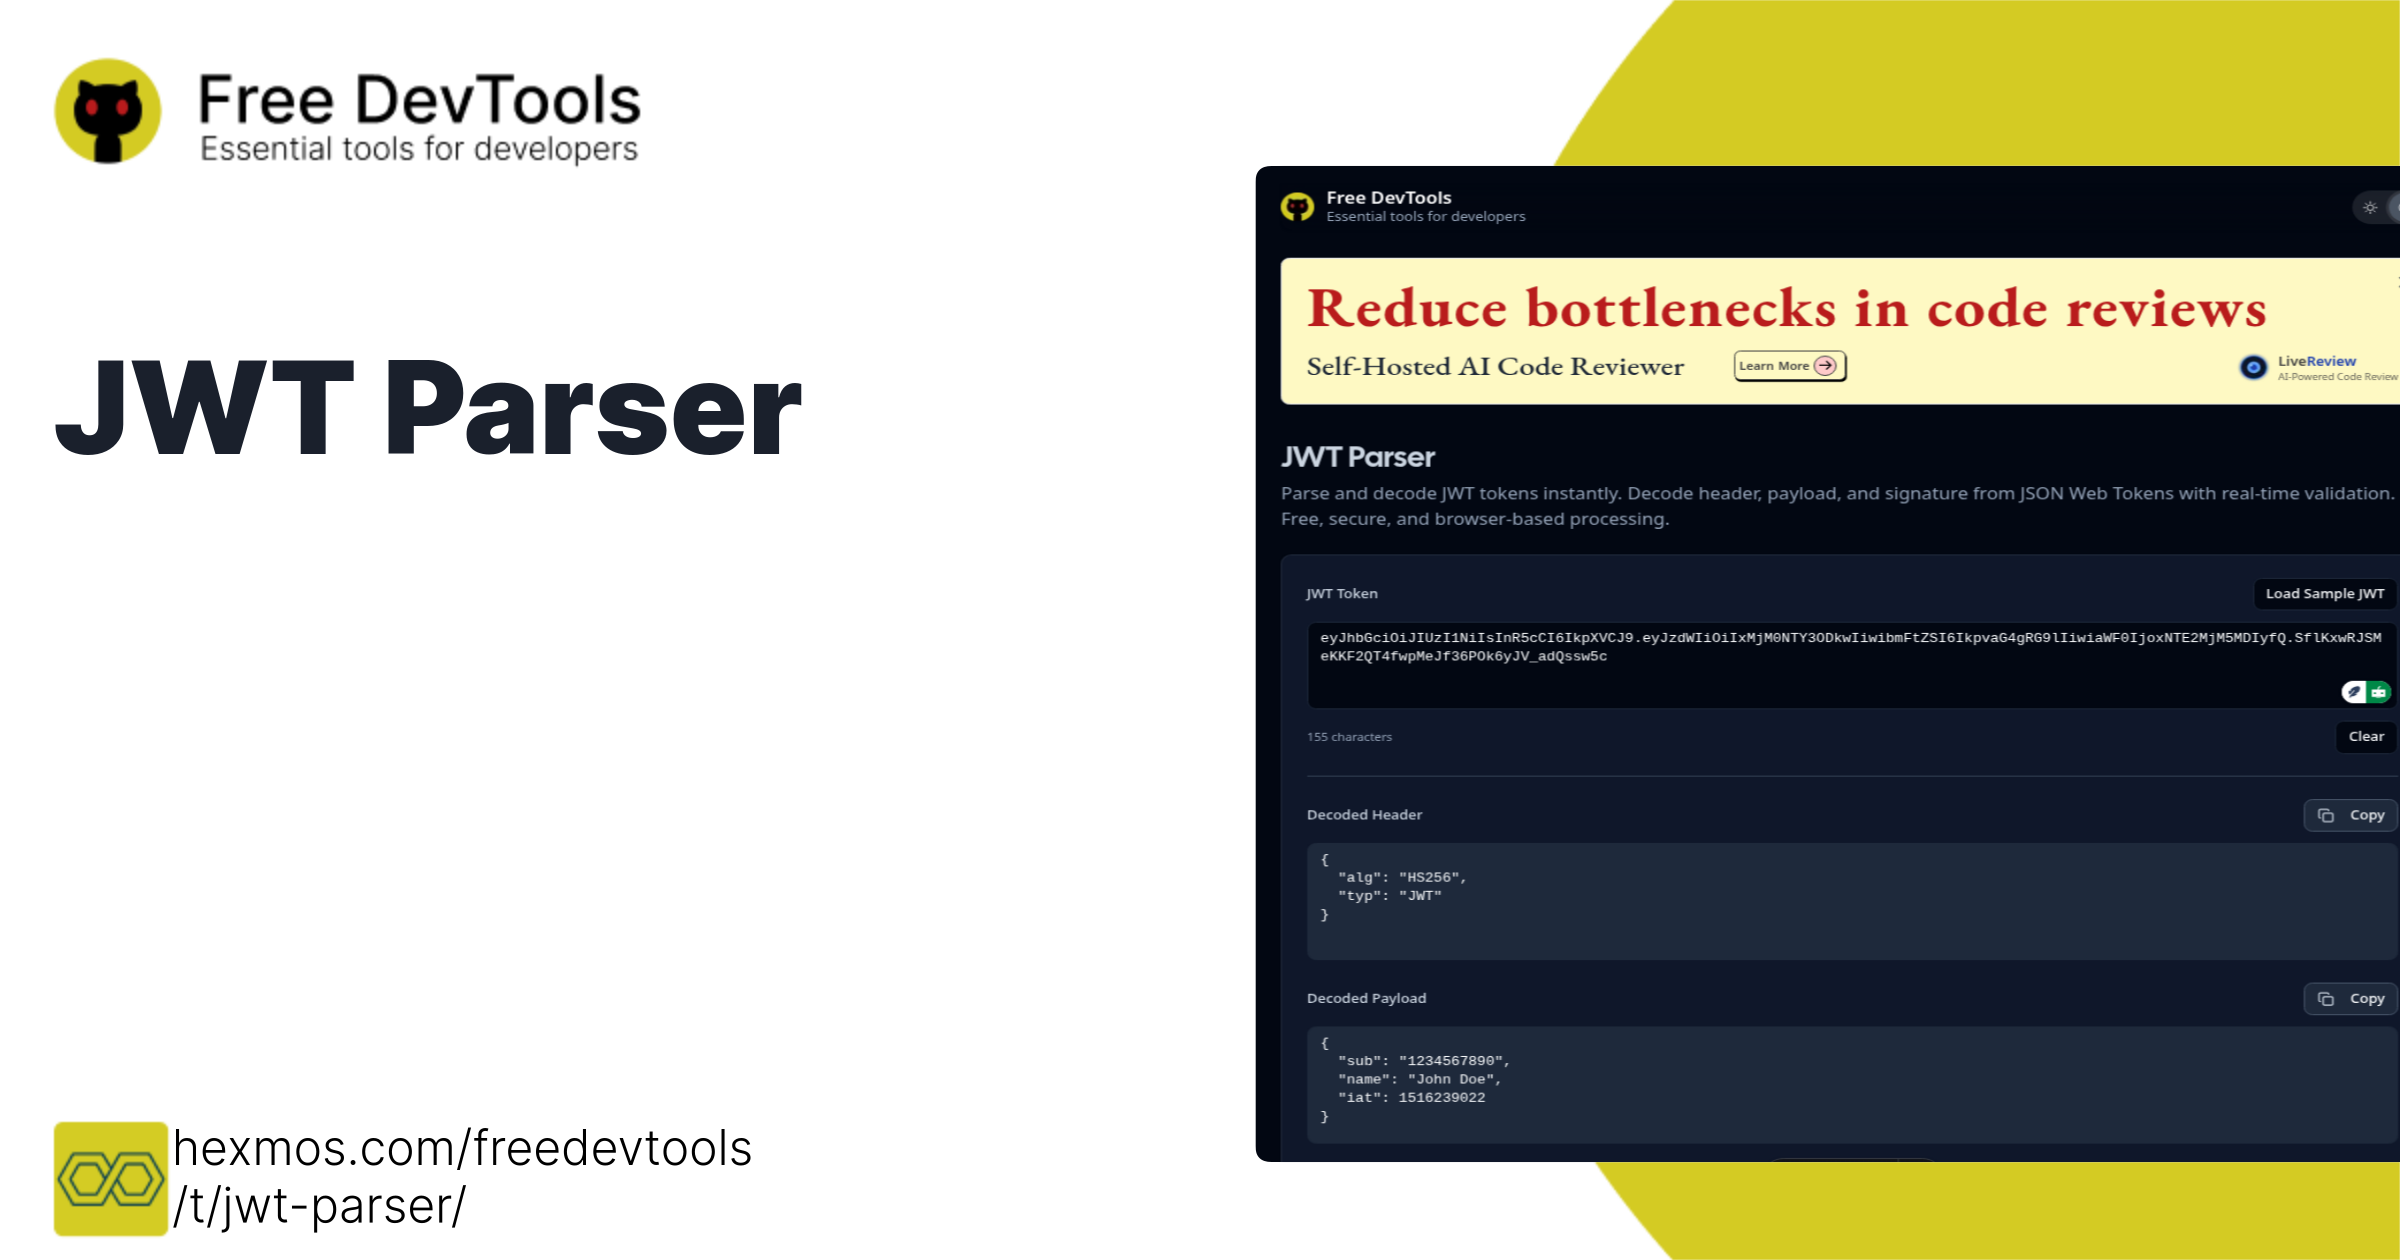 Free DevTools
Essential tools for developers
JWT Parser
hexmos.com/freedevtools
/t/jwt-parser/
Free DevTools
Essential tools for developers
Reduce bottlenecks in code reviews
Self-Hosted AI Code Reviewer
Learn More
LiveReview
AI-Powered Code Review
JWT Parser
Parse and decode JWT tokens instantly. Decode header, payload, and signature from JSON Web Tokens with real-time validation.
Free, secure, and browser-based processing.
JWT Token
Load Sample JWT
eyJhbGciOiJIUzI1NiIsInR5cCI6IkpXVCJ9.eyJzdWIiOiIxMjM0NTY3ODkwIiwibmFtZSI6IkpvaG4gRG9lIiwiaWF0IjoxNTE2MjM5MDIyfQ.SflKxwRJSM
eKKF2QT4fwpMeJf36POk6yJV_adQssw5c
155 characters
Clear
Decoded Header
Copy
{
"alg": "HS256",
"typ": "JWT"
}
Decoded Payload
Copy
{
"sub": "1234567890",
"name": "John Doe",
"iat": 1516239022
}